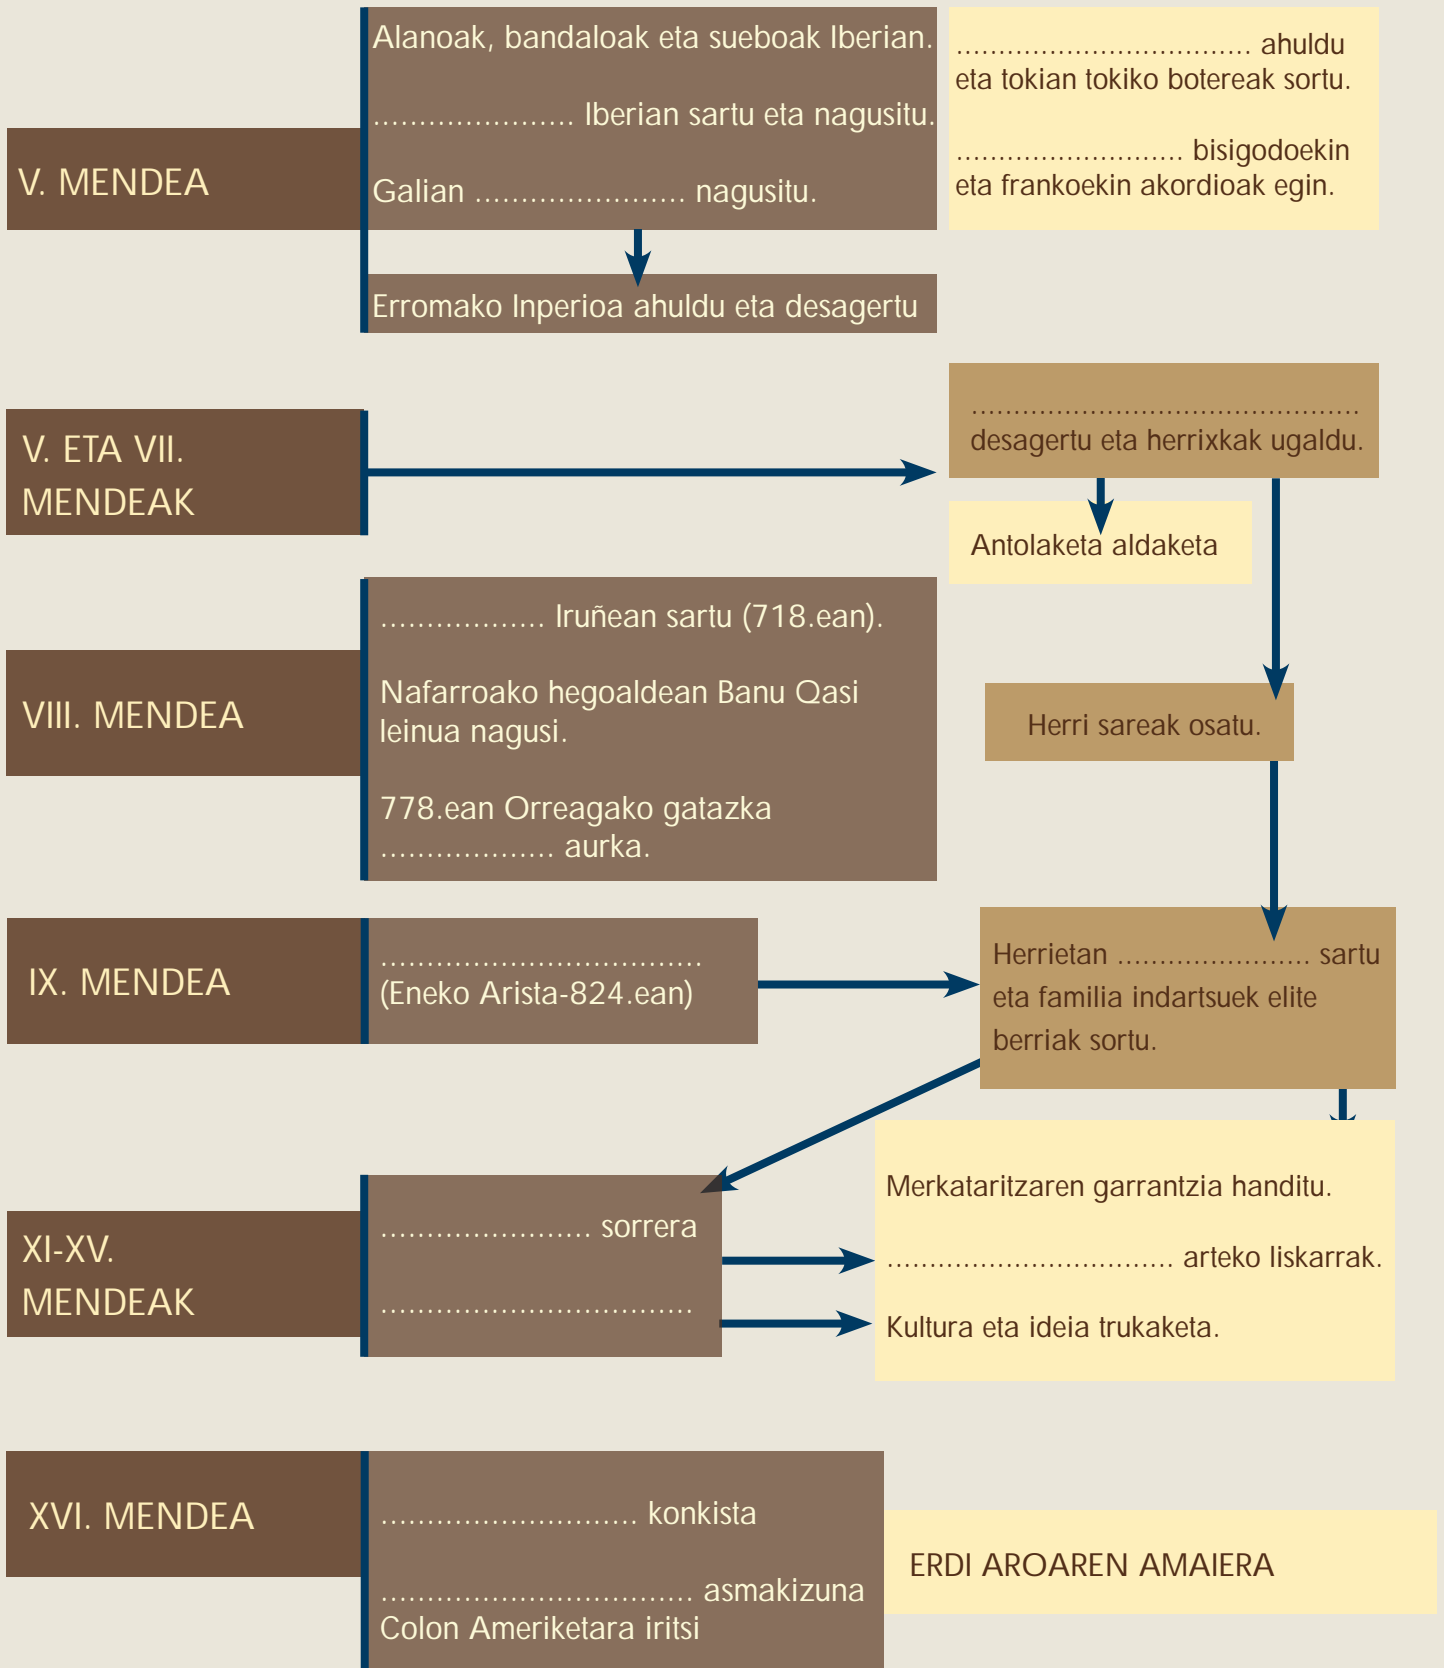 V. MENDEA
Alanoak, bandaloak eta sueboak Iberian.
...................... Iberian sartu eta nagusitu.
Galian ....................... nagusitu.
Erromako Inperioa ahuldu eta desagertu
................................... ahuldu
eta tokian tokiko botereak sortu.
........................... bisigodoekin
eta frankoekin akordioak egin.
V. ETA VII.
MENDEAK
..............................................
desagertu eta herrixkak ugaldu.
Antolaketa aldaketa
VIII. MENDEA
.................. Iruñean sartu (718.ean).
Nafarroako hegoaldean Banu Qasi
leinua nagusi.
778.ean Orreagako gatazka
................... aurka.
Herri sareak osatu.
IX. MENDEA
...................................
(Eneko Arista-824.ean)
Herrietan ....................... sartu
eta familia indartsuek elite
berriak sortu.
XI-XV.
MENDEAK
....................... sorrera
..................................
Merkataritzaren garrantzia handitu.
.................................. arteko liskarrak.
Kultura eta ideia trukaketa.
XVI. MENDEA
............................ konkista
.................................. asmakizuna
Colon Ameriketara iritsi
ERDI AROAREN AMAIERA